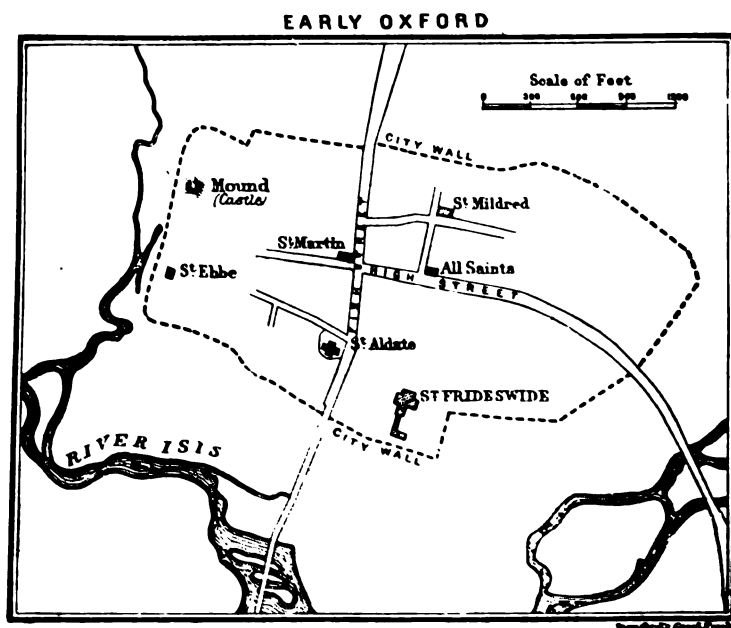 EARLY OXFORD
Scale of Feet
0 300 600 900 1200
CITY WALL
Mound
(Castle)
St. Mildred
St. Martin
St. Ebbe
All Saints
HIGH STREET
St. Aldate
ST FRIDESWIDE
CITY WALL
RIVER ISIS